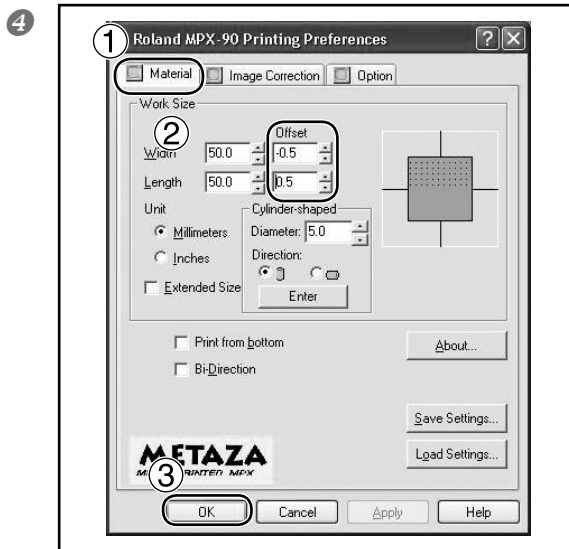 4
1
Roland MPX-90 Printing Preferences
Material Image Correction Option
Work Size
2
Offset
Width 50.0 -0.5
Length 50.0 0.5
Unit
Millimeters
Inches
Extended Size
Cylinder-shaped
Diameter: 5.0
Direction:
Enter
Print from bottom
Bi-Direction
About...
Save Settings...
Load Settings...
METAZA
3
OK Cancel Apply Help